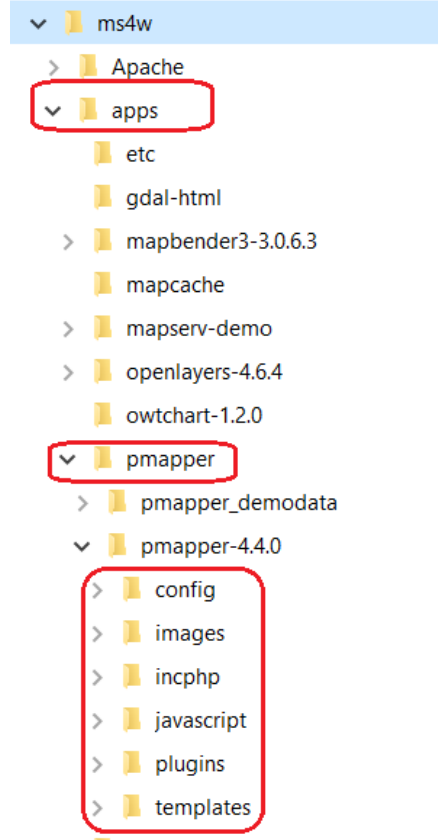 ms4w
Apache
apps
etc
gdal-html
mapbender3-3.0.6.3
mapcache
mapserv-demo
openlayers-4.6.4
owtchart-1.2.0
pmapper
pmapper_demodata
pmapper-4.4.0
config
images
incphp
javascript
plugins
templates